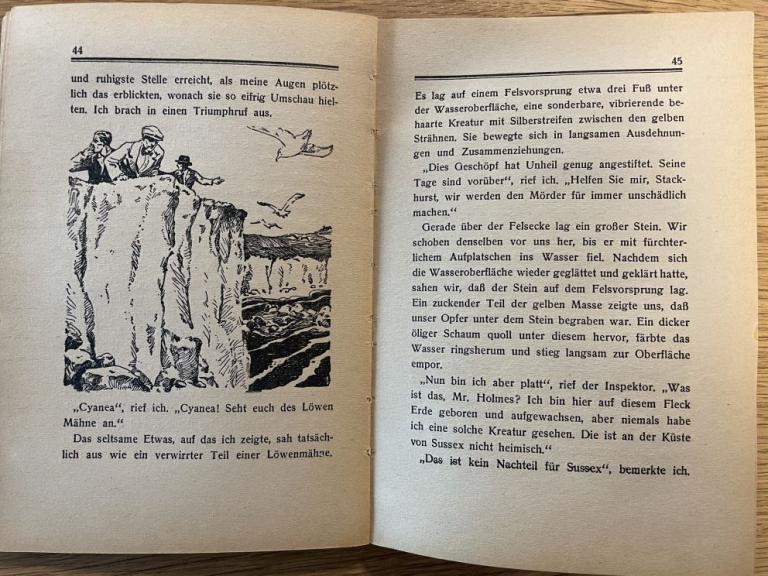 44
und ruhigste Stelle erreicht, als meine Augen plötz-
lich das erblickten, wonach sie so eifrig Umschau hiel-
ten. Ich brach in einen Triumphruf aus.
„Cyanea“, rief ich. „Cyanea! Seht euch des Löwen
Mähne an.“
Das seltsame Etwas, auf das ich zeigte, sah tatsäch-
lich aus wie ein verwirrter Teil einer Löwenmähne.
45
Es lag auf einem Felsvorsprung etwa drei Fuß unter
der Wasseroberfläche, eine sonderbare, vibrierende be-
haarte Kreatur mit Silberstreifen zwischen den gelben
Strähnen. Sie bewegte sich in langsamen Ausdehnun-
gen und Zusammenziehungen.
„Dies Geschöpf hat Unheil genug angestiftet. Seine
Tage sind vorüber“, rief ich. „Helfen Sie mir, Stack-
hurst, wir werden den Mörder für immer unschädlich
machen.“
Gerade über der Felsecke lag ein großer Stein. Wir
schoben denselben vor uns her, bis er mit fürchter-
lichem Aufplatschen ins Wasser fiel. Nachdem sich
die Wasseroberfläche wieder geglättet und geklärt hatte,
sahen wir, daß der Stein auf dem Felsvorsprung lag.
Ein zuckender Teil der gelben Masse zeigte uns, daß
unser Opfer unter dem Stein begraben war. Ein dicker
öliger Schaum quoll unter diesem hervor, färbte das
Wasser ringsherum und stieg langsam zur Oberfläche
empor.
„Nun bin ich aber platt“, rief der Inspektor. „Was
ist das, Mr. Holmes? Ich bin hier auf diesem Fleck
Erde geboren und aufgewachsen, aber niemals habe
ich eine solche Kreatur gesehen. Die ist an der Küste
von Sussex nicht heimisch.“
„Das ist kein Nachteil für Sussex“, bemerkte ich.